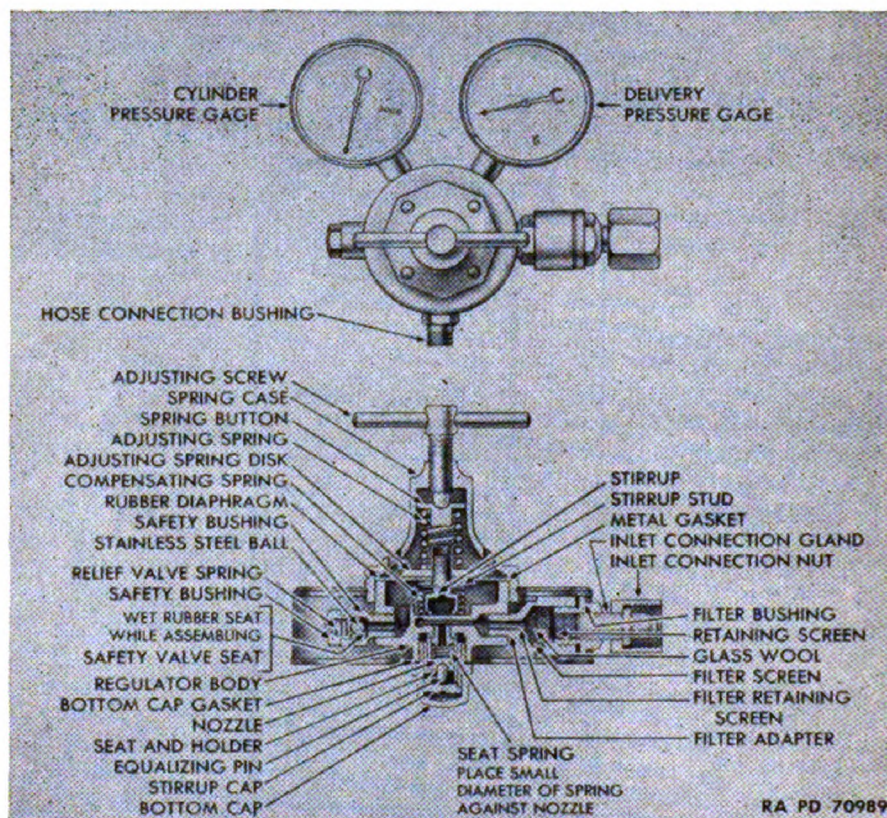 CYLINDER
PRESSURE GAGE
DELIVERY
PRESSURE GAGE
HOSE CONNECTION BUSHING
ADJUSTING SCREW
SPRING CASE
SPRING BUTTON
ADJUSTING SPRING
ADJUSTING SPRING DISK
COMPENSATING SPRING
RUBBER DIAPHRAGM
SAFETY BUSHING
STAINLESS STEEL BALL
RELIEF VALVE SPRING
SAFETY BUSHING
WET RUBBER SEAT
WHILE ASSEMBLING
SAFETY VALVE SEAT
REGULATOR BODY
BOTTOM CAP GASKET
NOZZLE
SEAT AND HOLDER
EQUALIZING PIN
STIRRUP CAP
BOTTOM CAP
STIRRUP
STIRRUP STUD
METAL GASKET
INLET CONNECTION GLAND
INLET CONNECTION NUT
FILTER BUSHING
RETAINING SCREEN
GLASS WOOL
FILTER SCREEN
FILTER RETAINING
SCREEN
FILTER ADAPTER
SEAT SPRING
PLACE SMALL
DIAMETER OF SPRING
AGAINST NOZZLE
RA PD 70989